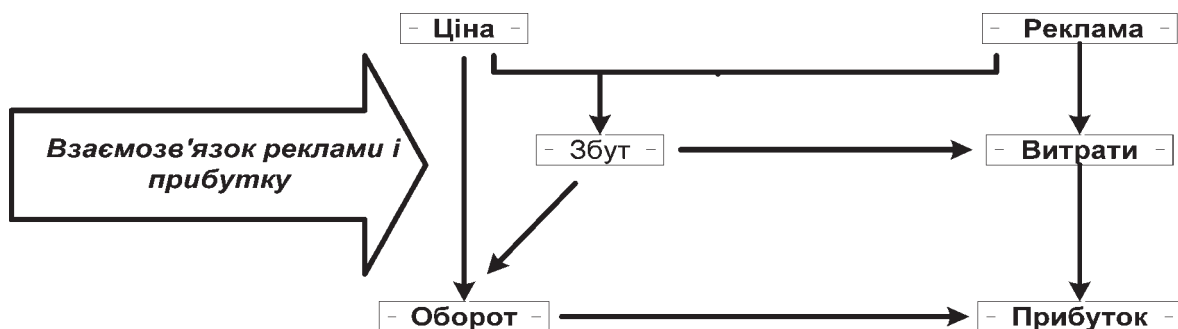 - Ціна -
- Реклама -
Взаємозв'язок реклами і
прибутку
- Збут -
- Витрати -
- Оборот -
- Прибуток -